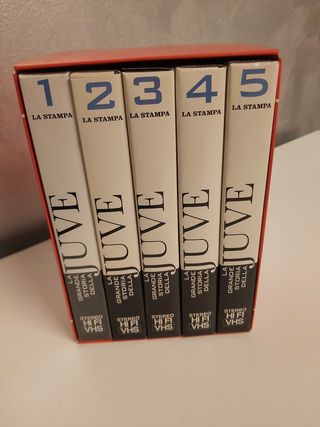 1
LA STAMPA
LA
GRANDE
STORIA
DELLA
JUVE
STEREO
HI FI
VHS
2
LA STAMPA
LA
GRANDE
STORIA
DELLA
JUVE
STEREO
HI FI
VHS
3
LA STAMPA
LA
GRANDE
STORIA
DELLA
JUVE
STEREO
HI FI
VHS
4
LA STAMPA
LA
GRANDE
STORIA
DELLA
JUVE
STEREO
HI FI
VHS
5
LA STAMPA
LA
GRANDE
STORIA
DELLA
JUVE
STEREO
HI FI
VHS